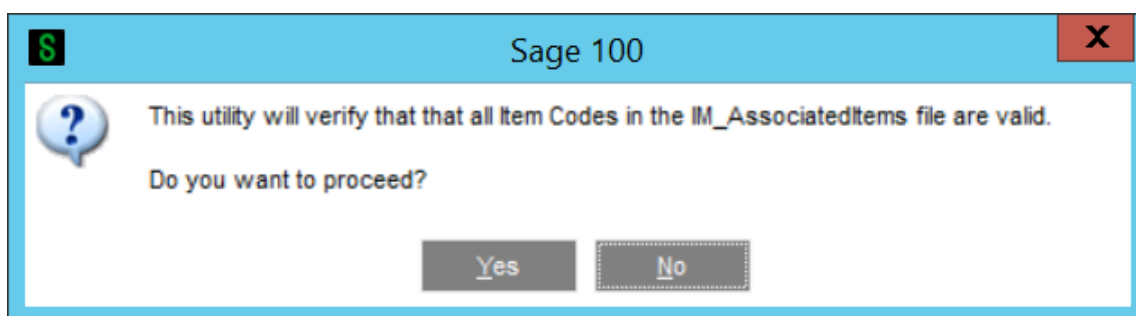 S
Sage 100
X
?
This utility will verify that that all Item Codes in the IM_AssociatedItems file are valid.
Do you want to proceed?
Yes
No